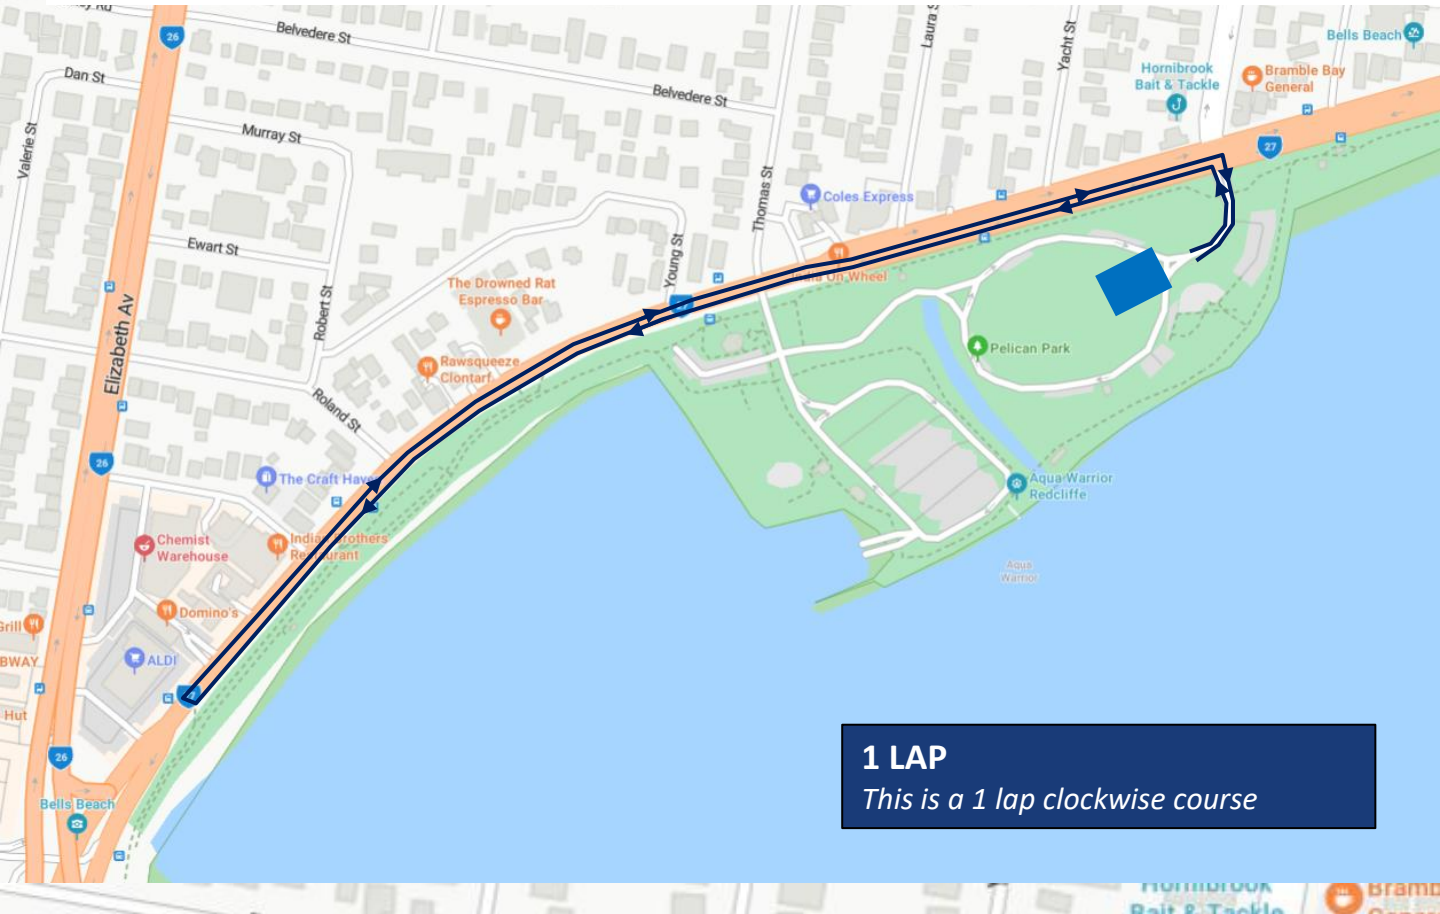 26
Belvedere St
Dan St
Valerie St
Murray St
Belvedere St
Yacht St
Hornibrook
Bait & Tackle
Bramble Bay
General
Bells Beach
27
Ewart St
Thomas St
Coles Express
Young St
The Drowned Rat
Espresso Bar
Robert St
Elizabeth Av
Rawsqueeze
Clontarf
Roland St
Pelican Park
26
The Craft Haven
Aqua Warrior
Redcliffe
Chemist
Warehouse
Indian Brothers
Restaurant
Aqua
Warrior
Domino's
Grill
BWAY
ALDI
Hut
26
Bells Beach
1 LAP
This is a 1 lap clockwise course